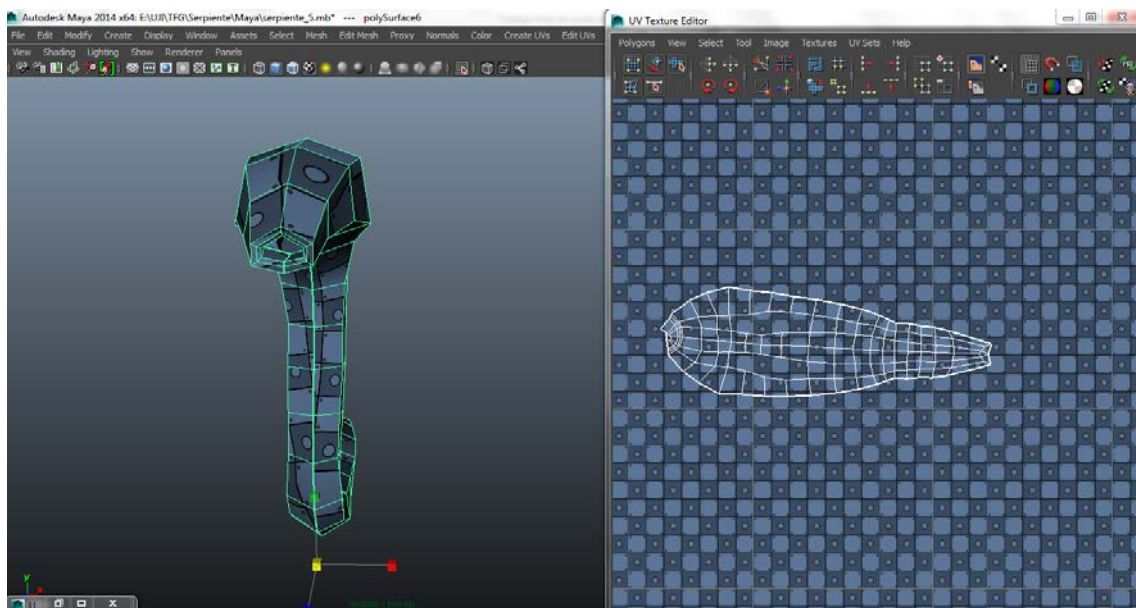 Autodesk Maya 2014 x64: E:\UJI\TFG\Serpiente\Maya\serpiente_5.mb* --- polySurface6
File Edit Modify Create Display Window Assets Select Mesh Edit Mesh Proxy Normals Color Create UVs Edit UVs
View Shading Lighting Show Renderer Panels
y
x
UV Texture Editor
Polygons View Select Tool Image Textures UV Sets Help